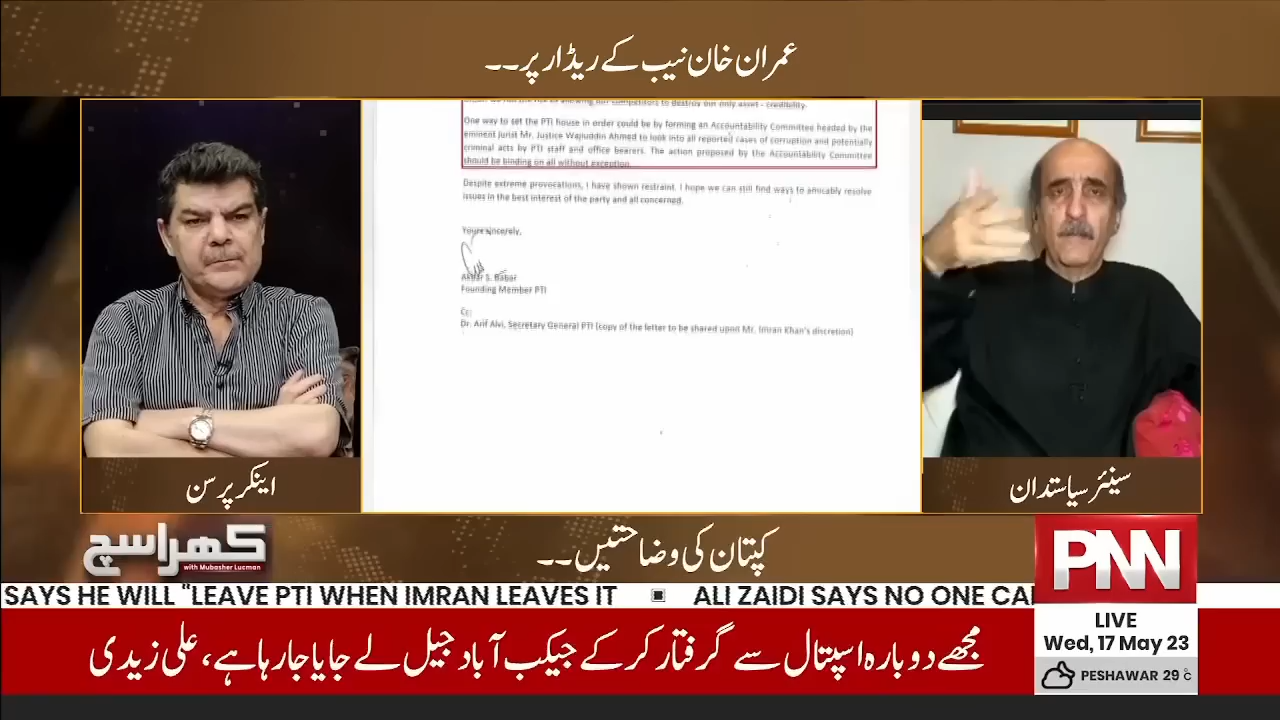 عمران خان نیب کے ریڈار پر۔۔
One way to set the PTI house in order could be by forming an Accountability Committee headed by the
eminent jurist Mr. Justice Wajiuddin Ahmed to look into all reported cases of corruption and potentially
criminal acts by PTI staff and office bearers. The action proposed by the Accountability Committee
should be binding on all without exception.
Despite extreme provocations, I have shown restraint. I hope we can still find ways to amicably resolve
issues in the best interest of the party and all concerned.
Yours sincerely,
Akbar S. Babar
Founding Member PTI
Cc:
Dr. Arif Alvi, Secretary General PTI (copy of the letter to be shared upon Mr. Imran Khan's discretion)
اینکر پرسن
سینئر سیاستدان
کھرا سچ
with Mubasher Lucman
کپتان کی وضاحتیں۔۔
PNN
SAYS HE WILL "LEAVE PTI WHEN IMRAN LEAVES IT
ALI ZAIDI SAYS NO ONE
LIVE
Wed, 17 May 23
PESHAWAR 29 °C
مجھے دوبارہ اسپتال سے گرفتار کر کے جیکب آباد جیل لے جایا جا رہا ہے، علی زیدی